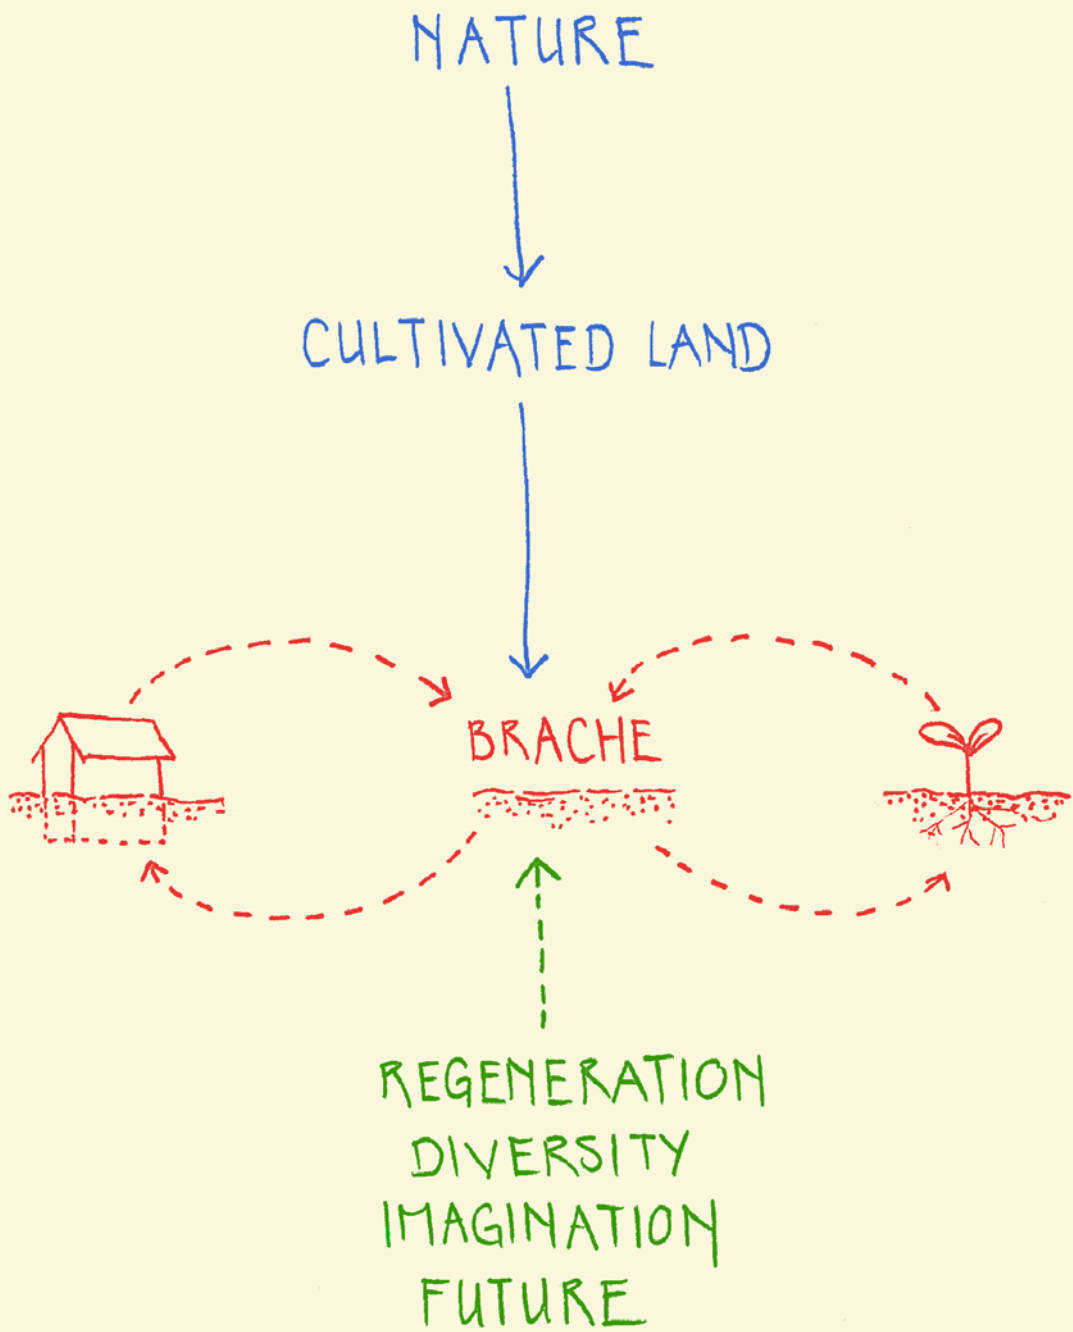 NATURE
CULTIVATED LAND
BRACHE
REGENERATION
DIVERSITY
IMAGINATION
FUTURE